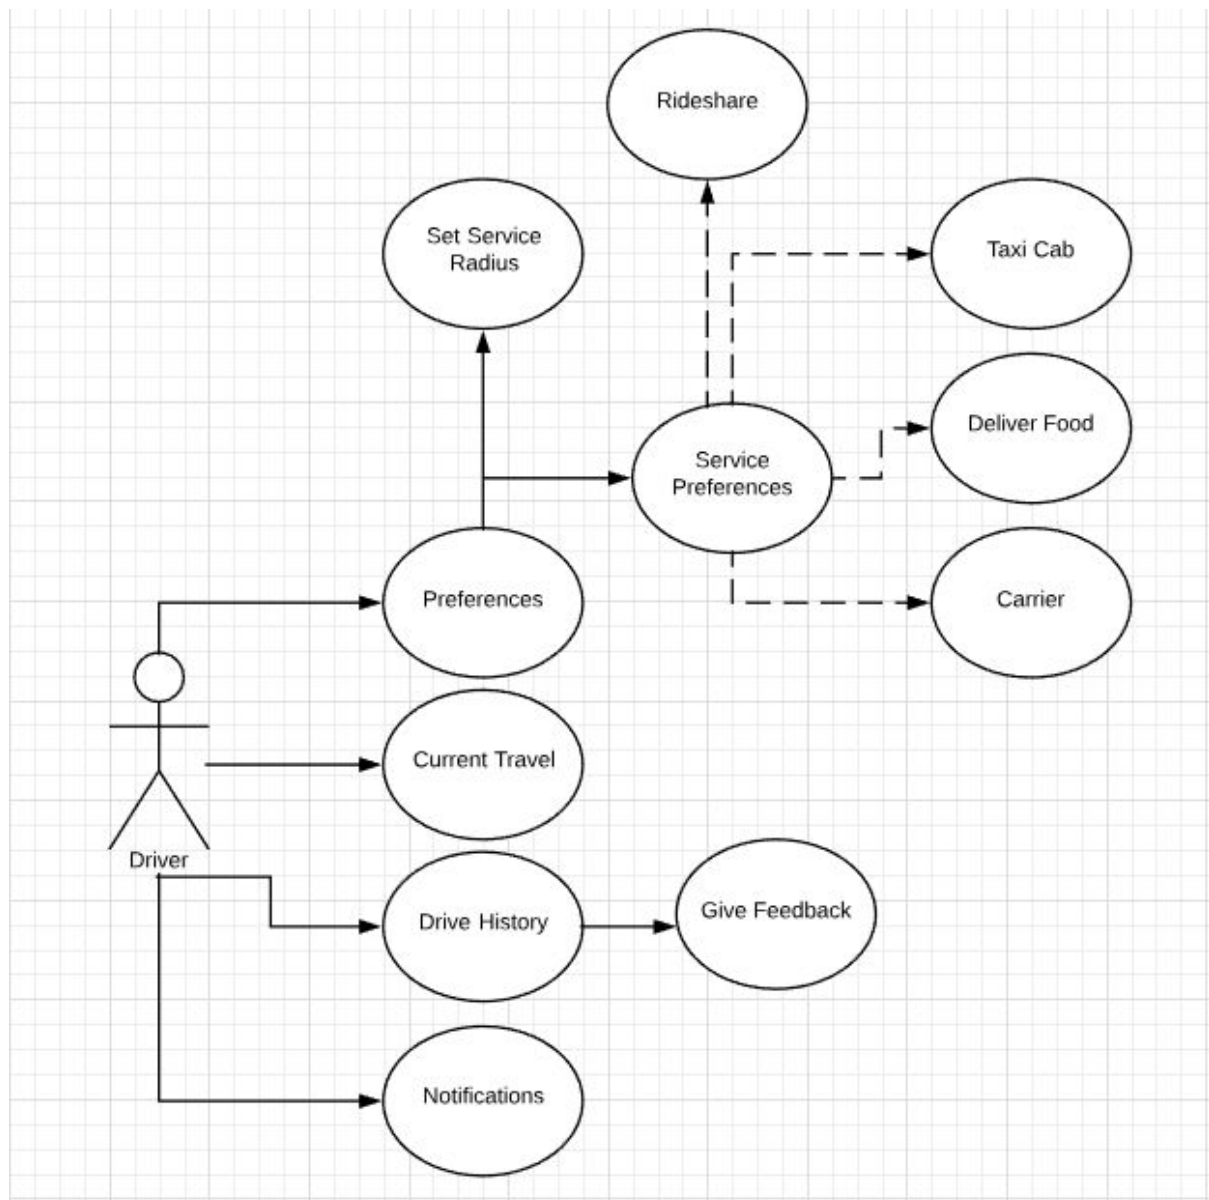 Rideshare
Set Service
Radius
Taxi Cab
Deliver Food
Service
Preferences
Preferences
Carrier
Current Travel
Driver
Drive History
Give Feedback
Notifications